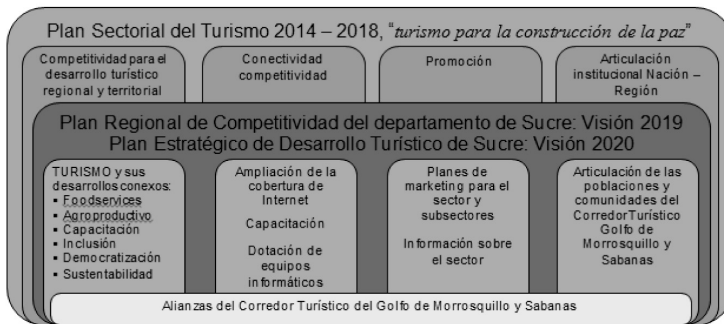 Plan Sectorial del Turismo 2014 – 2018, “turismo para la construcción de la paz”
Competitividad para el
desarrollo turístico
regional y territorial
Conectividad
competitividad
Promoción
Articulación
institucional Nación –
Región
Plan Regional de Competitividad del departamento de Sucre: Visión 2019
Plan Estratégico de Desarrollo Turístico de Sucre: Visión 2020
TURISMO y sus
desarrollos conexos:
▪ Foodservices
▪ Agroproductivo
▪ Capacitación
▪ Inclusión
▪ Democratización
▪ Sustentabilidad
Ampliación de la
cobertura de
Internet
Capacitación
Dotación de
equipos
informáticos
Planes de
marketing para el
sector y
subsectores
Información sobre
el sector
Articulación de las
poblaciones y
comunidades del
Corredor Turístico
Golfo de
Morrosquillo y
Sabanas
Alianzas del Corredor Turístico del Golfo de Morrosquillo y Sabanas